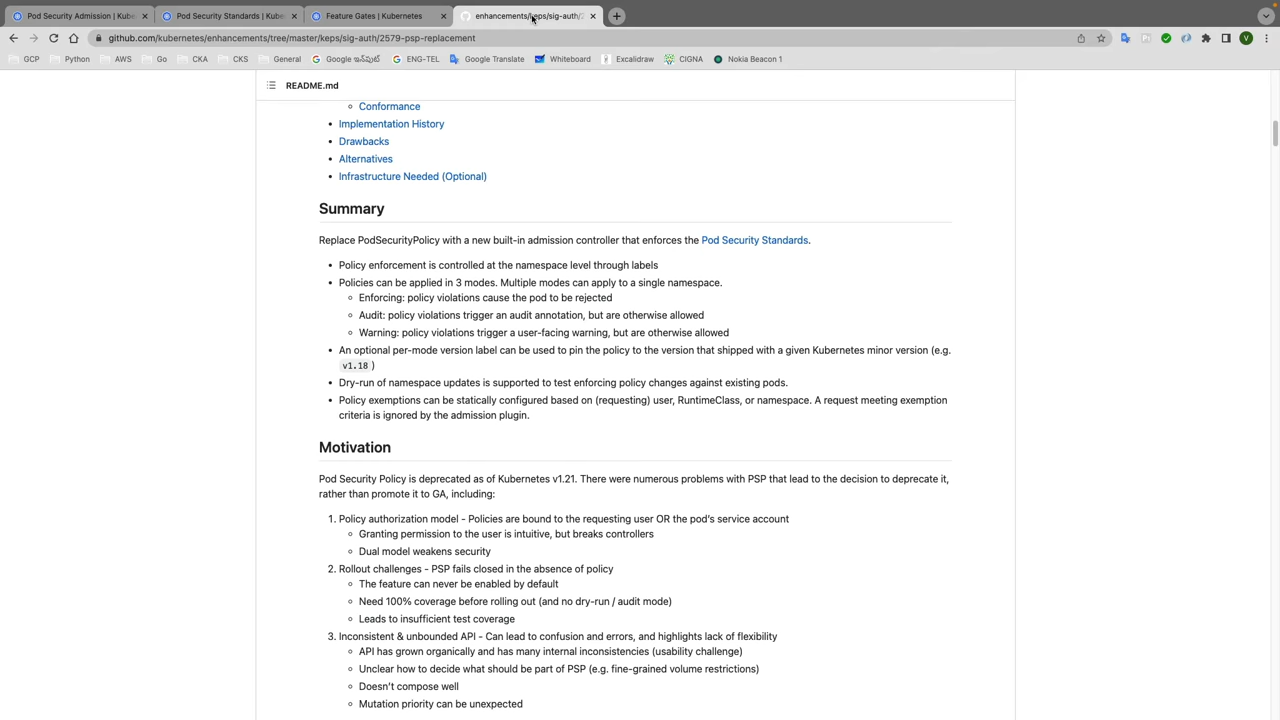 Pod Security Admission | Kube
Pod Security Standards | Kube
Feature Gates | Kubernetes
enhancements/keps/sig-auth/2
github.com/kubernetes/enhancements/tree/master/keps/sig-auth/2579-psp-replacement
V
GCP
Python
AWS
Go
CKA
CKS
General
Google ఇన్‌పుట్
ENG-TEL
Google Translate
Whiteboard
Excalidraw
CIGNA
Nokia Beacon 1
README.md
Conformance
Implementation History
Drawbacks
Alternatives
Infrastructure Needed (Optional)
Summary
Replace PodSecurityPolicy with a new built-in admission controller that enforces the Pod Security Standards.
Policy enforcement is controlled at the namespace level through labels
Policies can be applied in 3 modes. Multiple modes can apply to a single namespace.
Enforcing: policy violations cause the pod to be rejected
Audit: policy violations trigger an audit annotation, but are otherwise allowed
Warning: policy violations trigger a user-facing warning, but are otherwise allowed
An optional per-mode version label can be used to pin the policy to the version that shipped with a given Kubernetes minor version (e.g.
v1.18 )
Dry-run of namespace updates is supported to test enforcing policy changes against existing pods.
Policy exemptions can be statically configured based on (requesting) user, RuntimeClass, or namespace. A request meeting exemption
criteria is ignored by the admission plugin.
Motivation
Pod Security Policy is deprecated as of Kubernetes v1.21. There were numerous problems with PSP that lead to the decision to deprecate it,
rather than promote it to GA, including:
1. Policy authorization model - Policies are bound to the requesting user OR the pod's service account
Granting permission to the user is intuitive, but breaks controllers
Dual model weakens security
2. Rollout challenges - PSP fails closed in the absence of policy
The feature can never be enabled by default
Need 100% coverage before rolling out (and no dry-run / audit mode)
Leads to insufficient test coverage
3. Inconsistent & unbounded API - Can lead to confusion and errors, and highlights lack of flexibility
API has grown organically and has many internal inconsistencies (usability challenge)
Unclear how to decide what should be part of PSP (e.g. fine-grained volume restrictions)
Doesn't compose well
Mutation priority can be unexpected